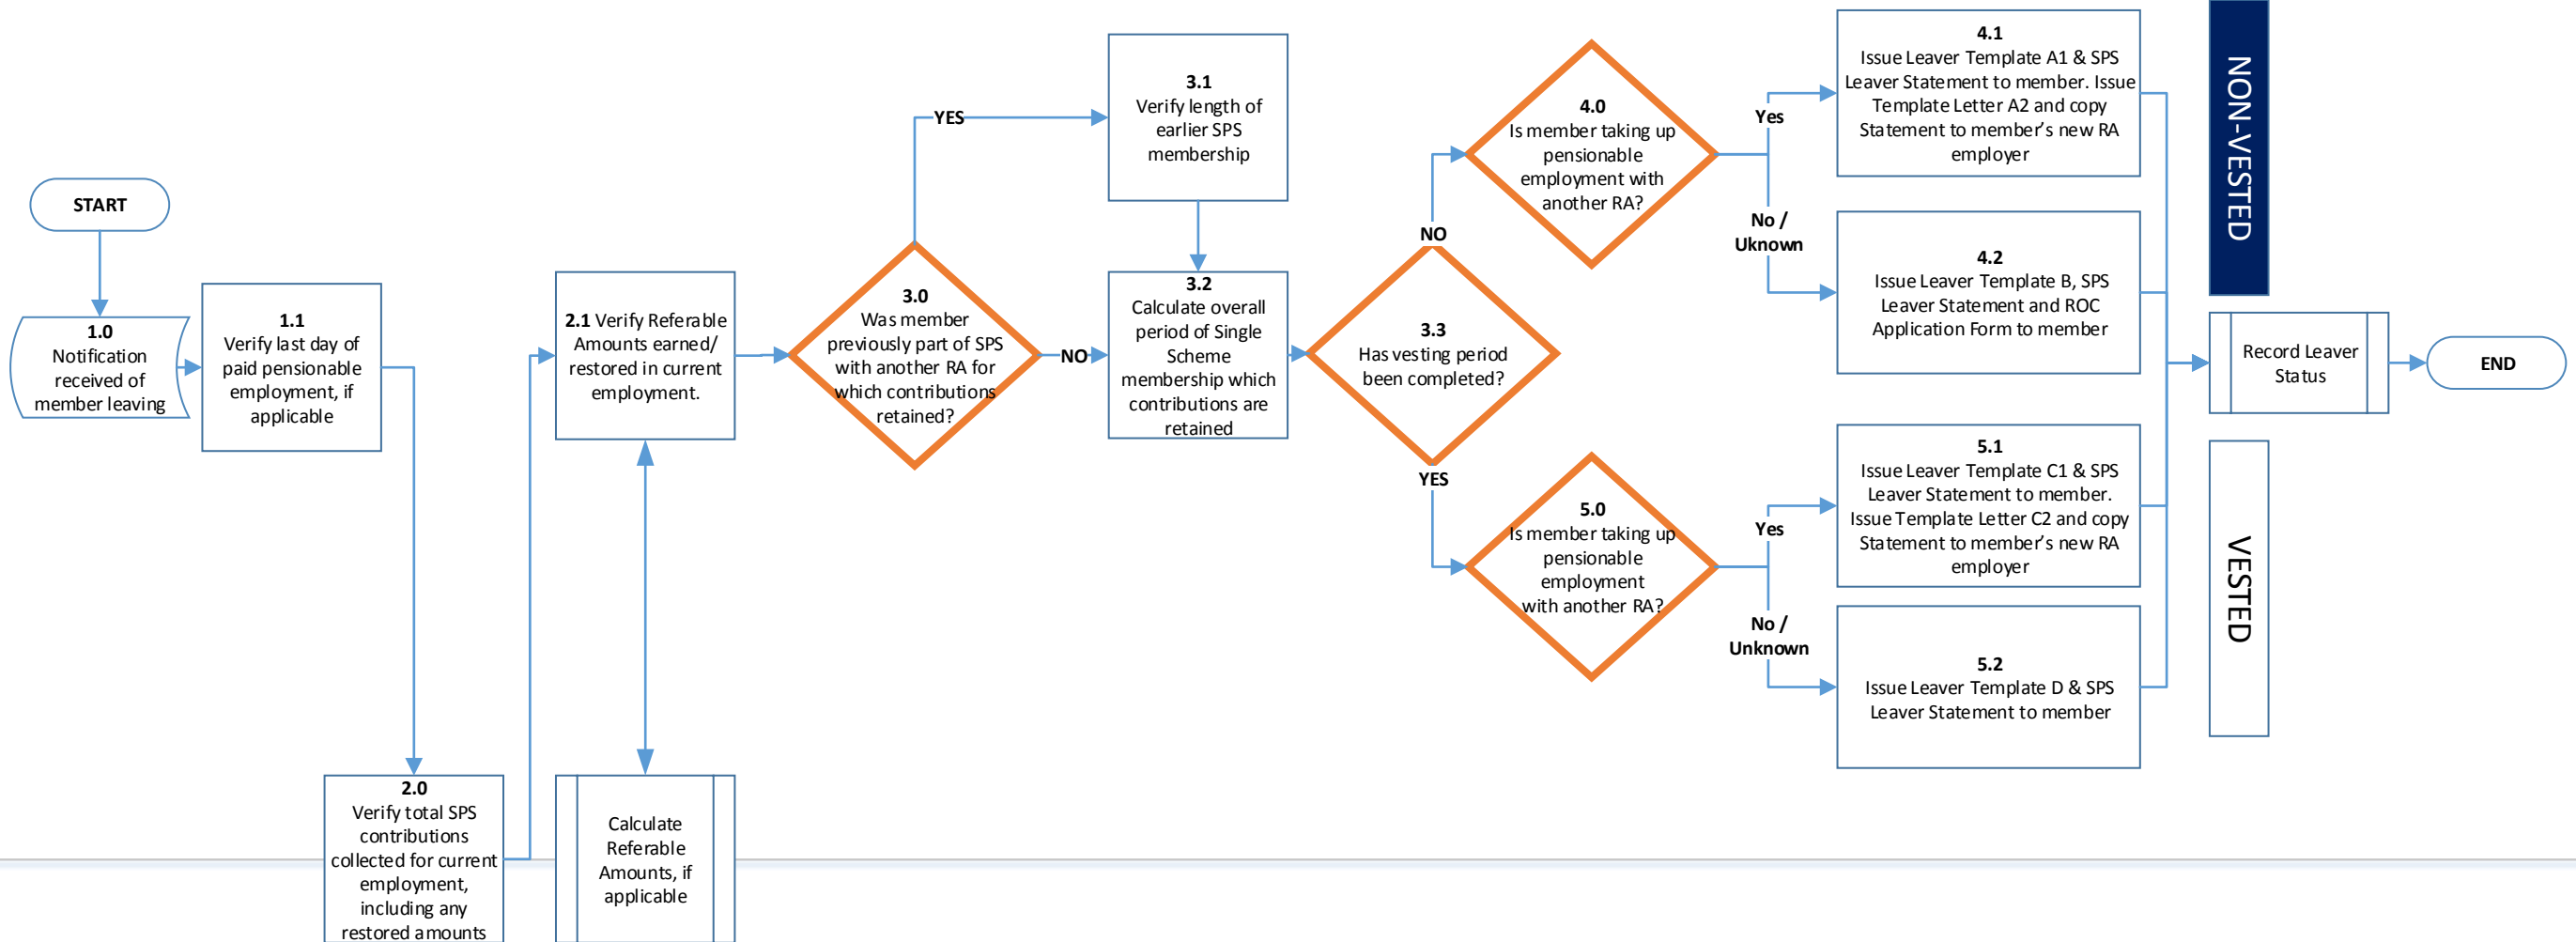 START
1.0
Notification
received of
member leaving
1.1
Verify last day of
paid pensionable
employment, if
applicable
2.0
Verify total SPS
contributions
collected for current
employment,
including any
restored amounts
2.1 Verify Referable
Amounts earned/
restored in current
employment.
Calculate
Referable
Amounts, if
applicable
3.0
Was member
previously part of SPS
with another RA for
which contributions
retained?
YES
NO
3.1
Verify length of
earlier SPS
membership
3.2
Calculate overall
period of Single
Scheme
membership which
contributions are
retained
3.3
Has vesting period
been completed?
NO
YES
4.0
Is member taking up
pensionable
employment with
another RA?
Yes
No /
Uknown
4.1
Issue Leaver Template A1 & SPS
Leaver Statement to member. Issue
Template Letter A2 and copy
Statement to member's new RA
employer
4.2
Issue Leaver Template B, SPS
Leaver Statement and ROC
Application Form to member
5.0
Is member taking up
pensionable
employment
with another RA?
Yes
No /
Unknown
5.1
Issue Leaver Template C1 & SPS
Leaver Statement to member.
Issue Template Letter C2 and copy
Statement to member's new RA
employer
5.2
Issue Leaver Template D & SPS
Leaver Statement to member
NON-VESTED
VESTED
Record Leaver
Status
END